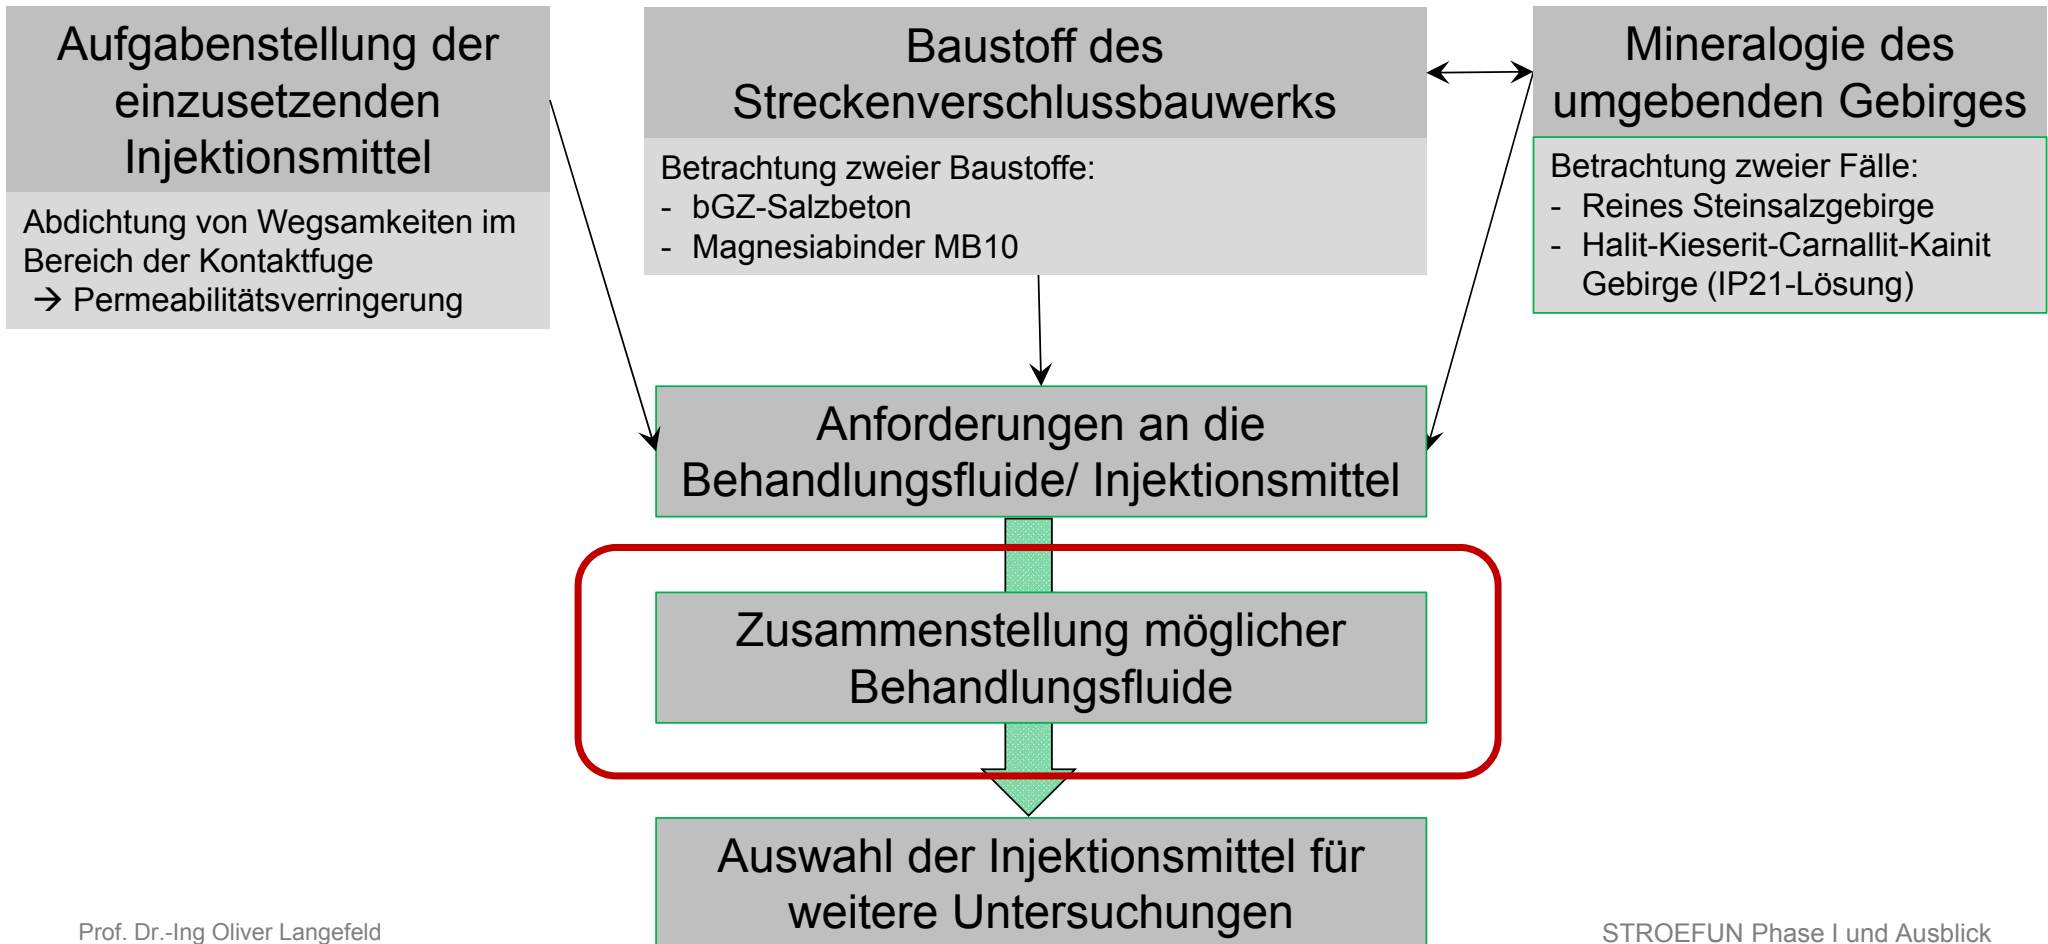 Aufgabenstellung der
einzusetzenden
Injektionsmittel
Abdichtung von Wegsamkeiten im
Bereich der Kontaktfuge
→ Permeabilitätsverringerung
Baustoff des
Streckenverschlussbauwerks
Betrachtung zweier Baustoffe:
- bGZ-Salzbeton
- Magnesiabinder MB10
Mineralogie des
umgebenden Gebirges
Betrachtung zweier Fälle:
- Reines Steinsalzgebirge
- Halit-Kieserit-Carnallit-Kainit
Gebirge (IP21-Lösung)
Anforderungen an die
Behandlungsfluide/ Injektionsmittel
Zusammenstellung möglicher
Behandlungsfluide
Auswahl der Injektionsmittel für
weitere Untersuchungen
Prof. Dr.-Ing Oliver Langefeld
STROEFUN Phase I und Ausblick